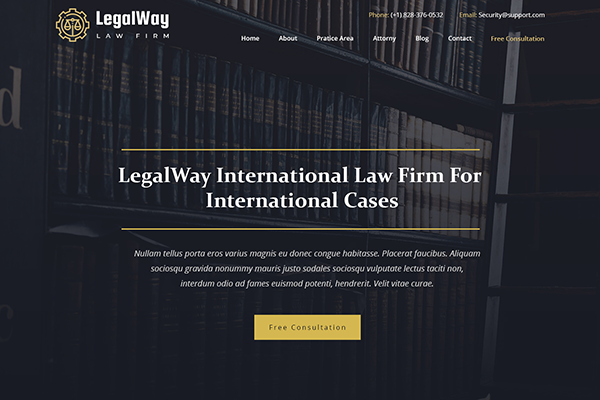 LegalWay
LAW FIRM
Phone: (+1) 828-376-0532 Email: Security@support.com
Home About Pratice Area Attorny Blog Contact Free Consultation
d
LegalWay International Law Firm For
International Cases
Nullam tellus porta eros varius magnis eu donec congue habitasse. Placerat faucibus. Aliquam
sociosqu gravida nonummy mauris justo sodales sociosqu vulputate lectus taciti non,
interdum odio ad fames euismod potenti, hendrerit. Velit vitae curae.
Free Consultation